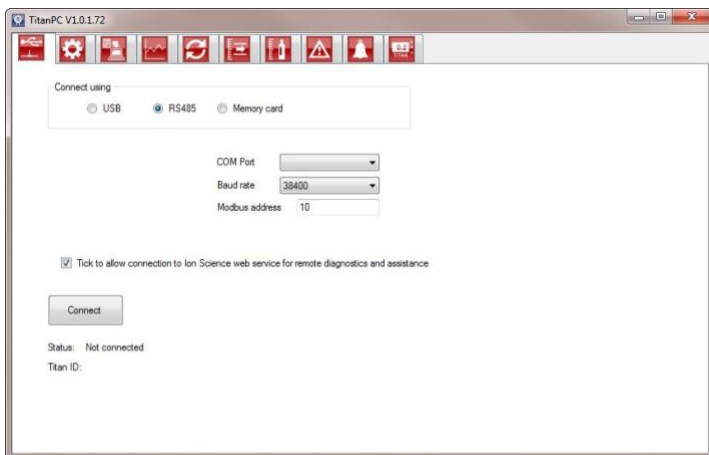 TitanPC V1.0.1.72
Connect using
USB RS485 Memory card
COM Port
Baud rate 38400
Modbus address 10
Tick to allow connection to Ion Science web service for remote diagnostics and assistance
Connect
Status: Not connected
Titan ID: